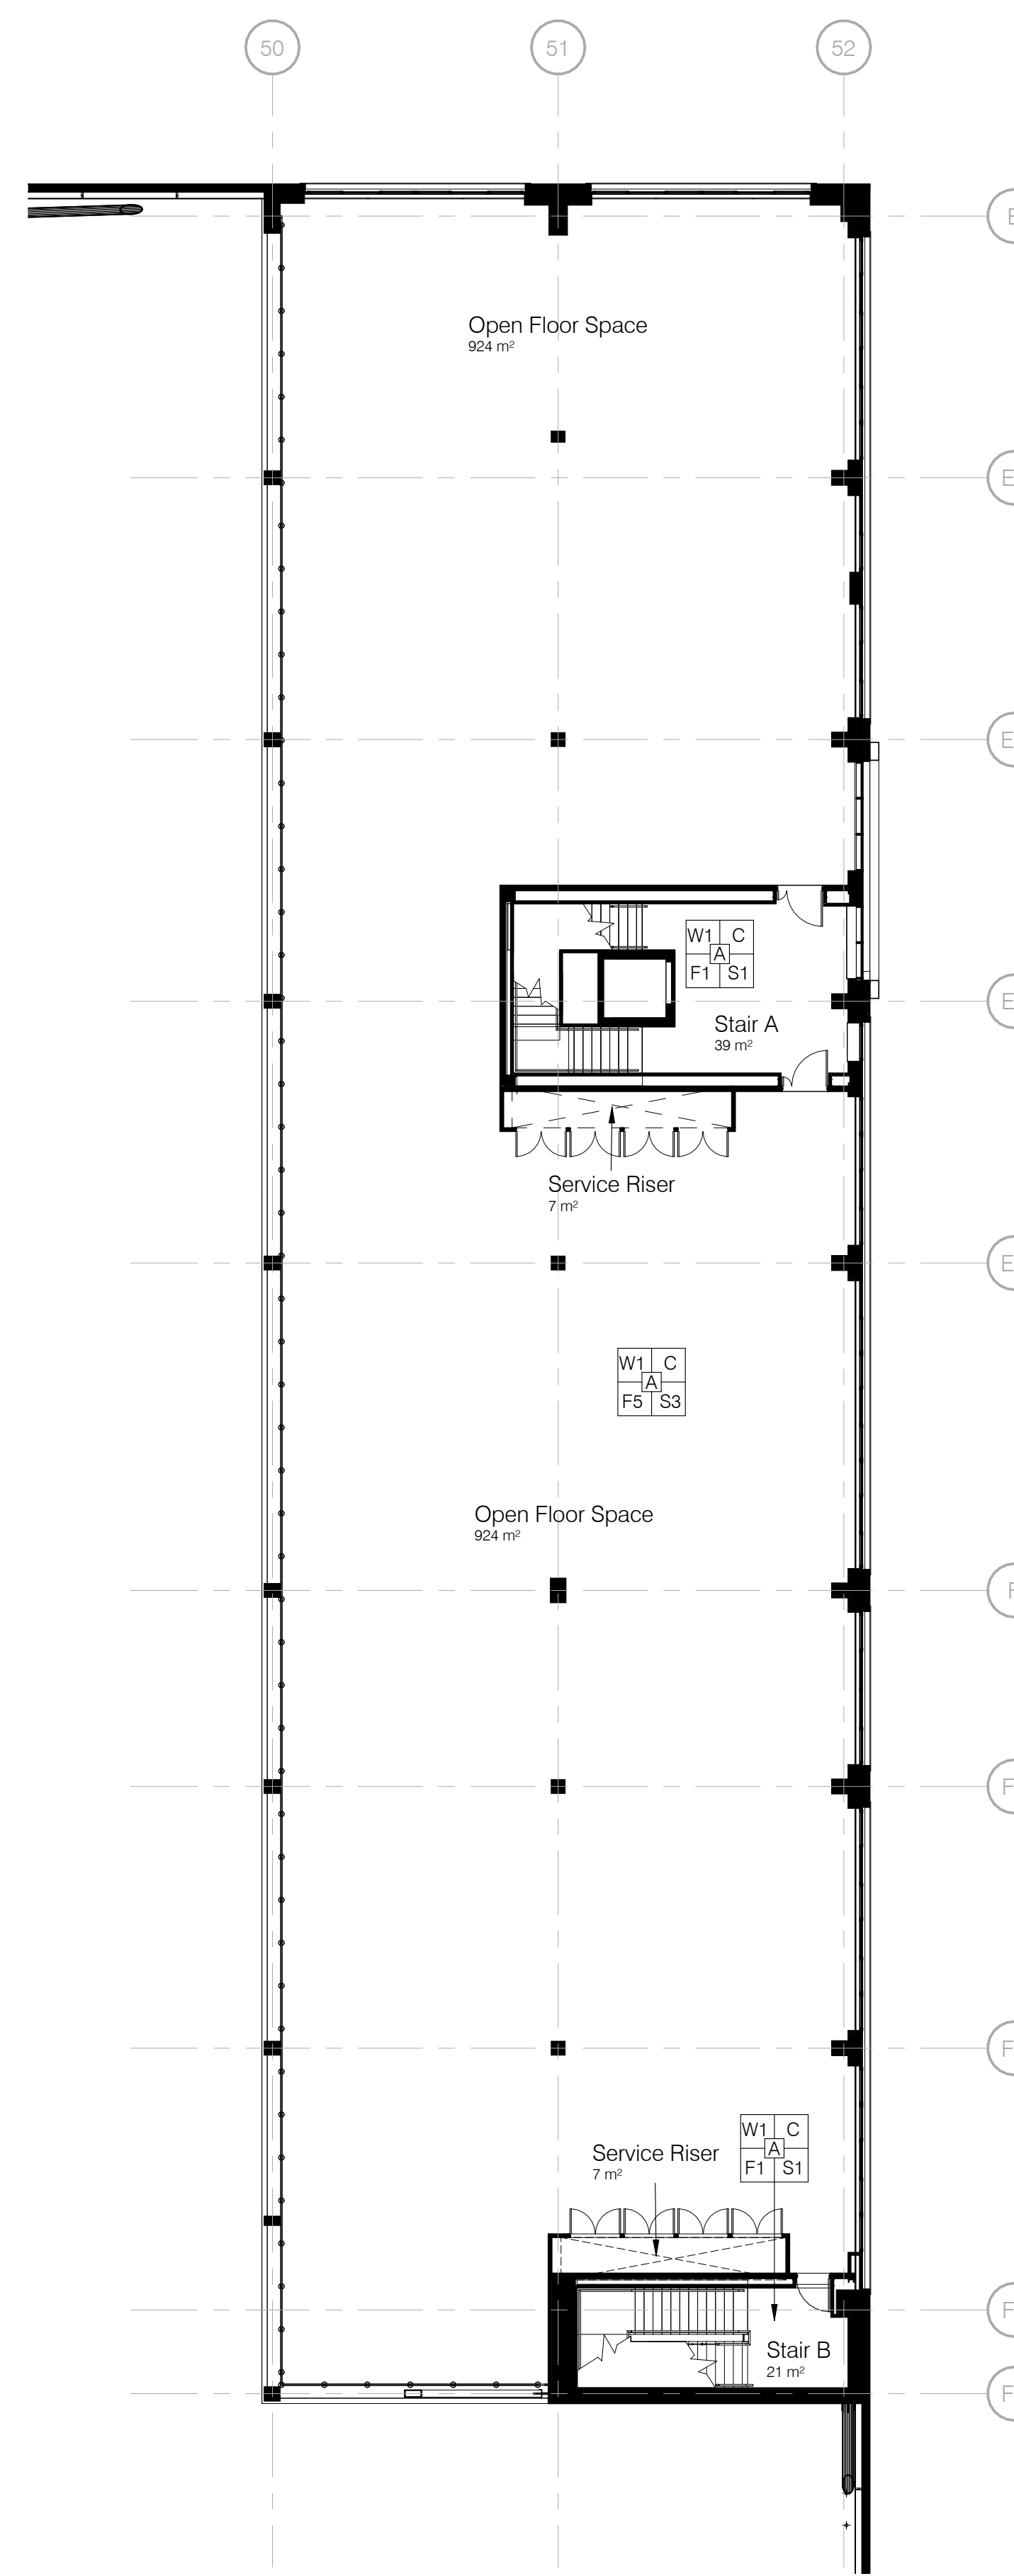 50
51
52
E
Open Floor Space
924 m²
E
E
W1 C
A
F1 S1
E
Stair A
39 m²
Service Riser
7 m²
E
W1 C
A
F5 S3
Open Floor Space
924 m²
F
F
F
W1 C
A
F1 S1
Service Riser
7 m²
F
Stair B
21 m²
F